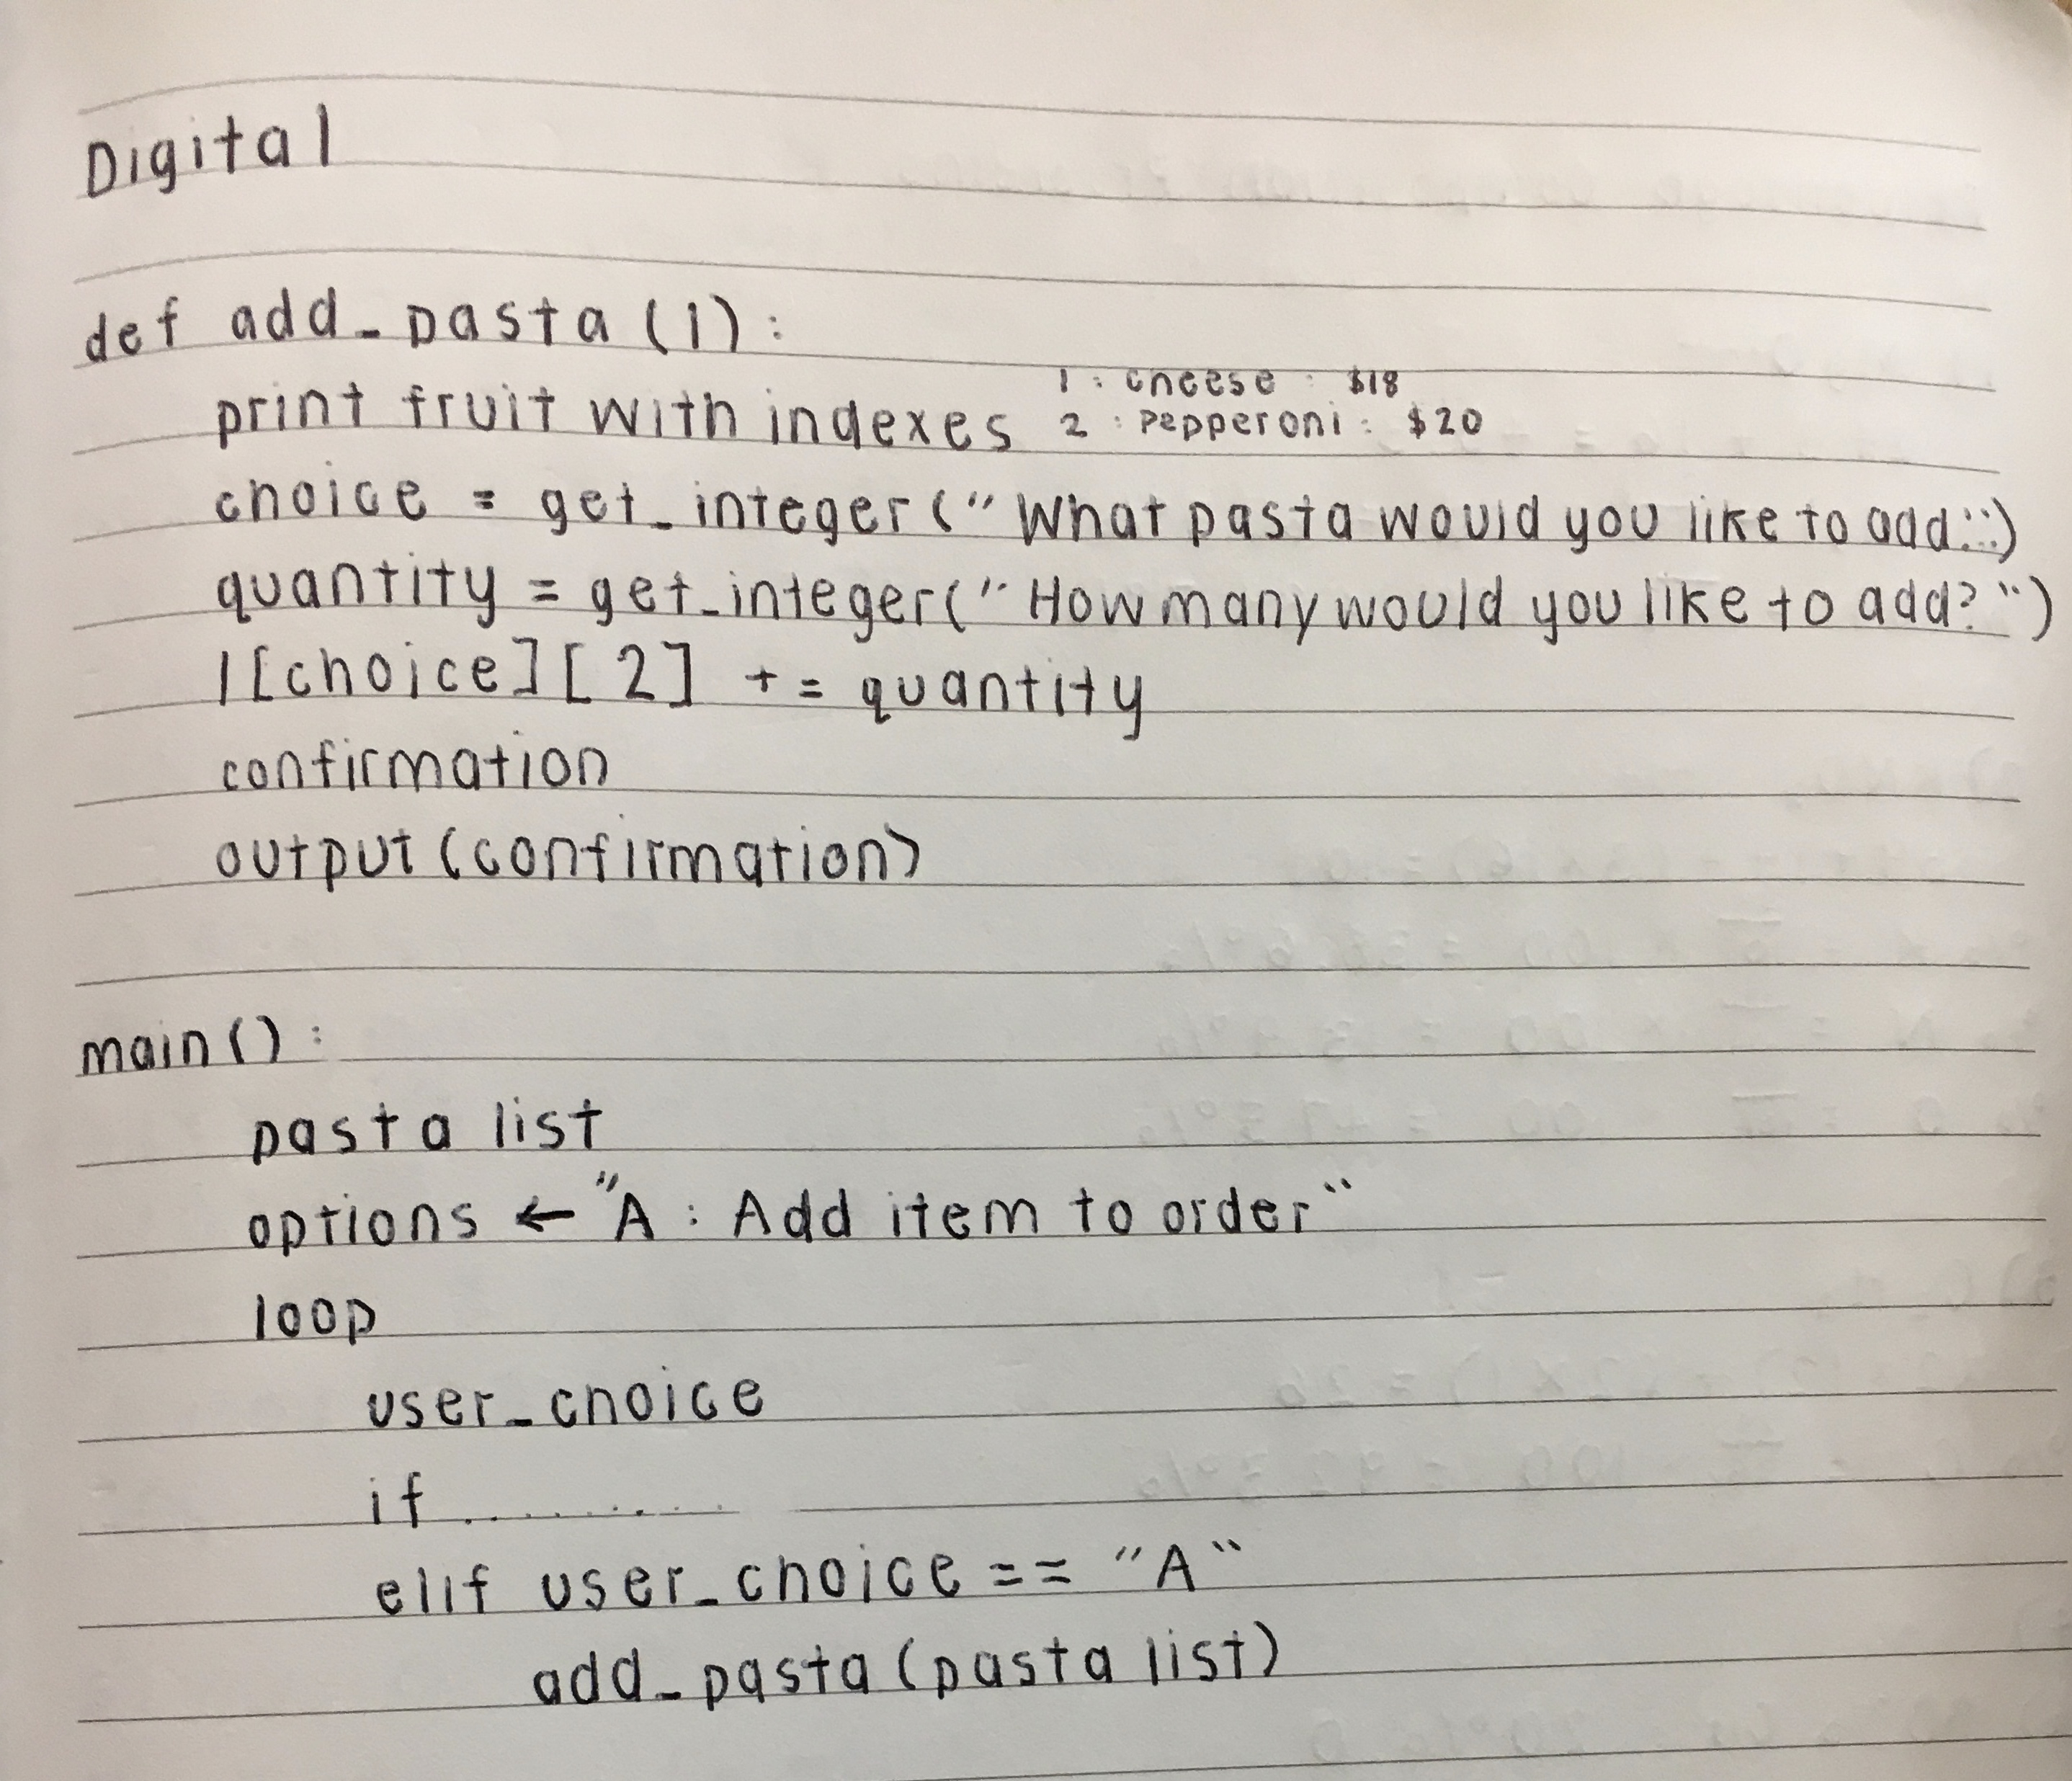 Digital
def add_pasta (l):
print fruit with indexes
1 : cheese : $18
2 : Pepperoni : $20
choice = get_integer ("What pasta would you like to add:")
quantity = get_integer("How many would you like to add?")
l[choice][2] += quantity
confirmation
output (confirmation)
main():
pasta list
options ← "A : Add item to order"
loop
user_choice
if .........
elif user_choice == "A"
add_pasta (pasta list)